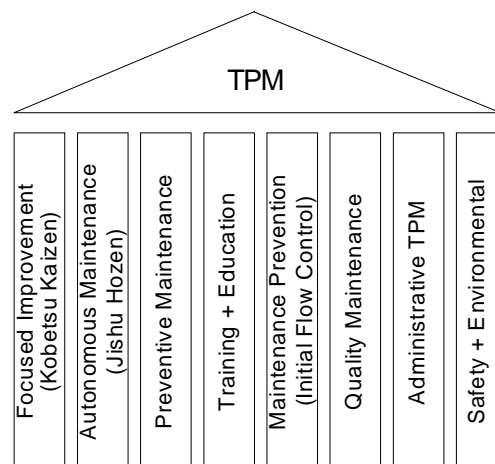 TPM
Focused Improvement
(Kobetsu Kaizen)
Autonomous Maintenance
(Jishu Hozen)
Preventive Maintenance
Training + Education
Maintenance Prevention
(Initial Flow Control)
Quality Maintenance
Administrative TPM
Safety + Environmental